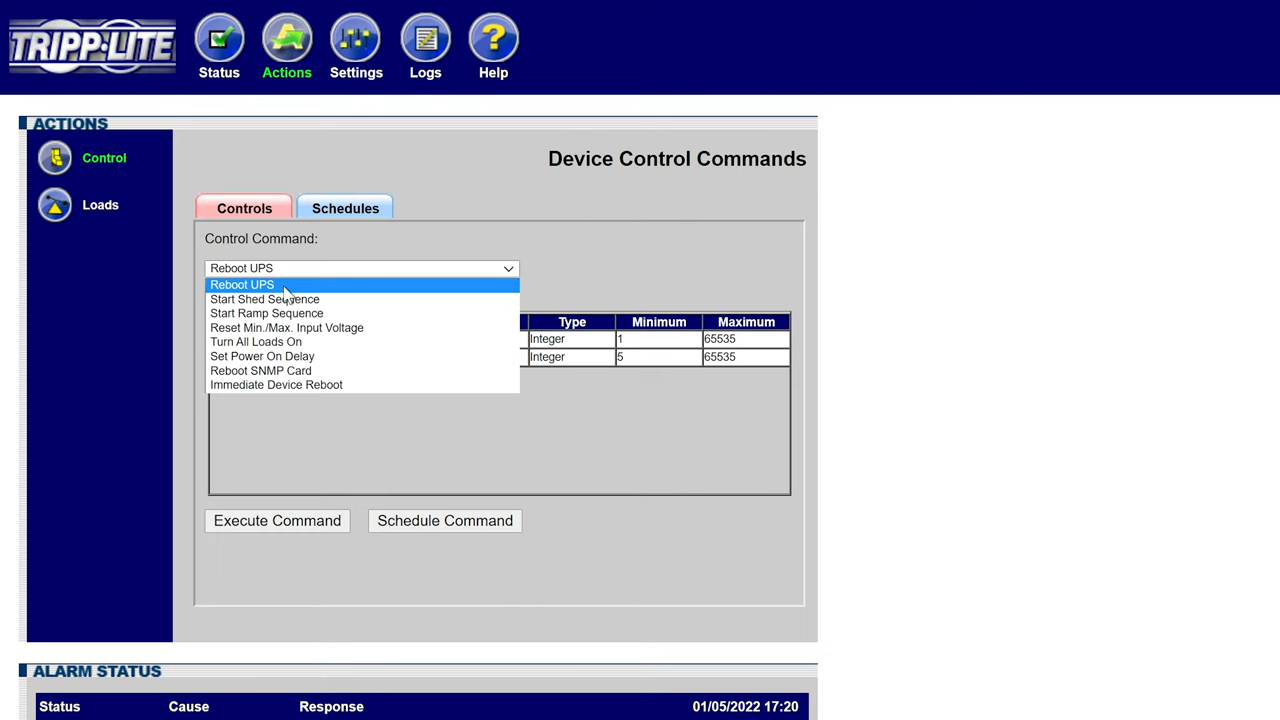 TRIPP·LITE
Status
Actions
Settings
Logs
Help
ACTIONS
Control
Loads
Device Control Commands
Controls
Schedules
Control Command:
Reboot UPS
Reboot UPS
Start Shed Sequence
Start Ramp Sequence
Reset Min./Max. Input Voltage
Turn All Loads On
Set Power On Delay
Reboot SNMP Card
Immediate Device Reboot
Type Minimum Maximum
Integer 1 65535
Integer 5 65535
Execute Command
Schedule Command
ALARM STATUS
Status Cause Response 01/05/2022 17:20